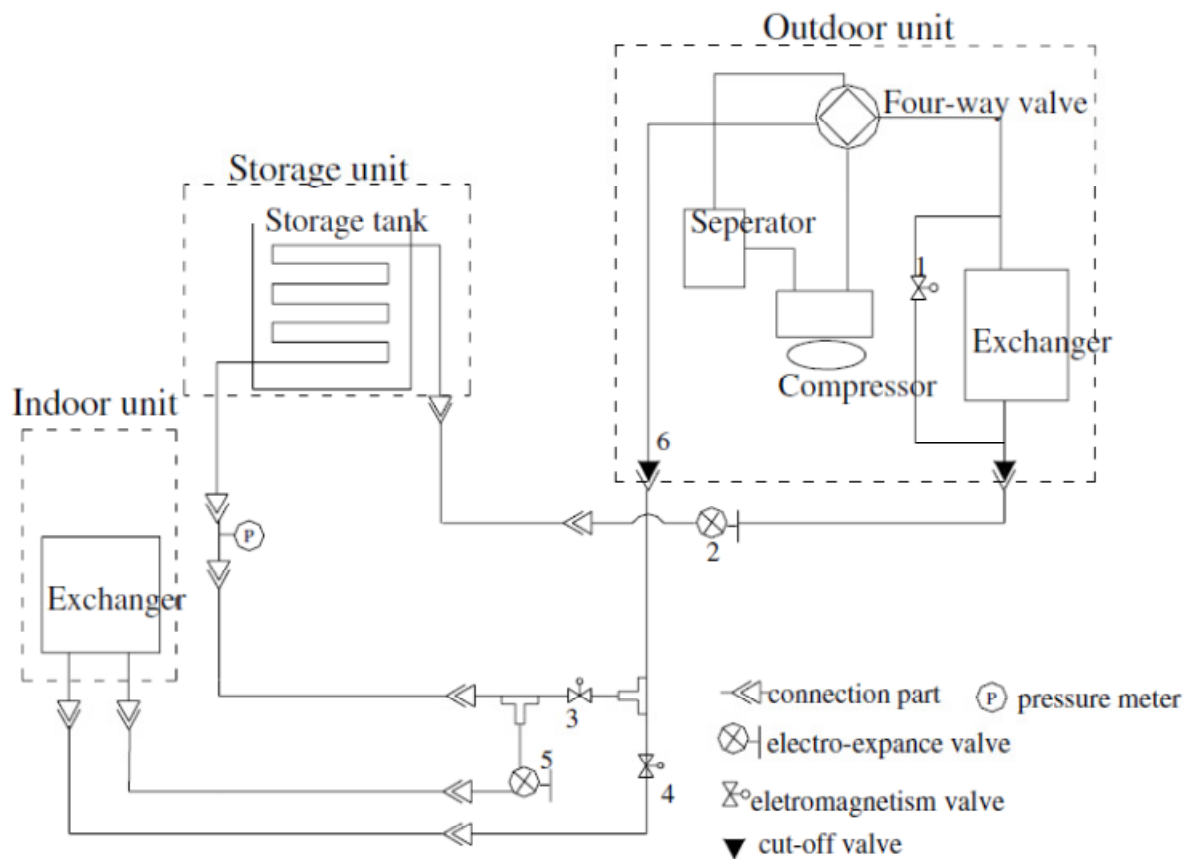 Outdoor unit
Four-way valve
Storage unit
Storage tank
Seperator
1
Exchanger
Compressor
Indoor unit
6
P
2
Exchanger
3
connection part
P pressure meter
electro-expance valve
5
4
eletromagnetism valve
cut-off valve